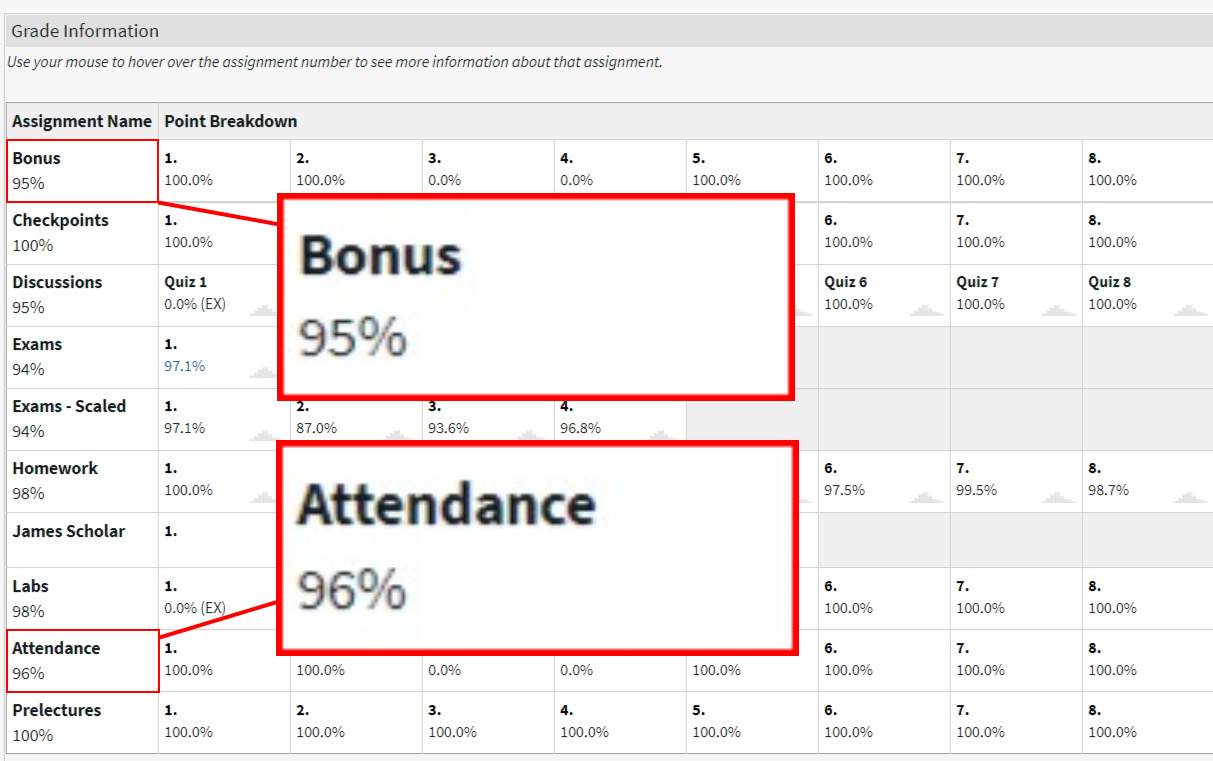 Grade Information
Use your mouse to hover over the assignment number to see more information about that assignment.
Assignment Name Point Breakdown
Bonus 1. 2. 3. 4. 5. 6. 7. 8.
95% 100.0% 100.0% 0.0% 0.0% 100.0% 100.0% 100.0% 100.0%
Checkpoints 1. 6. 7. 8.
100% 100.0% 100.0% 100.0% 100.0%
Bonus
95%
Discussions Quiz 1 Quiz 6 Quiz 7 Quiz 8
95% 0.0% (EX) 100.0% 100.0% 100.0%
Exams 1.
94% 97.1%
Exams - Scaled 1. 2. 3. 4.
94% 97.1% 87.0% 93.6% 96.8%
Homework 1. 6. 7. 8.
98% 100.0% 97.5% 99.5% 98.7%
Attendance
96%
James Scholar 1.
Labs 1. 6. 7. 8.
98% 0.0% (EX) 100.0% 100.0% 100.0%
Attendance 1. 6. 7. 8.
96% 100.0% 100.0% 0.0% 0.0% 100.0% 100.0% 100.0% 100.0%
Prelectures 1. 2. 3. 4. 5. 6. 7. 8.
100% 100.0% 100.0% 100.0% 100.0% 100.0% 100.0% 100.0% 100.0%